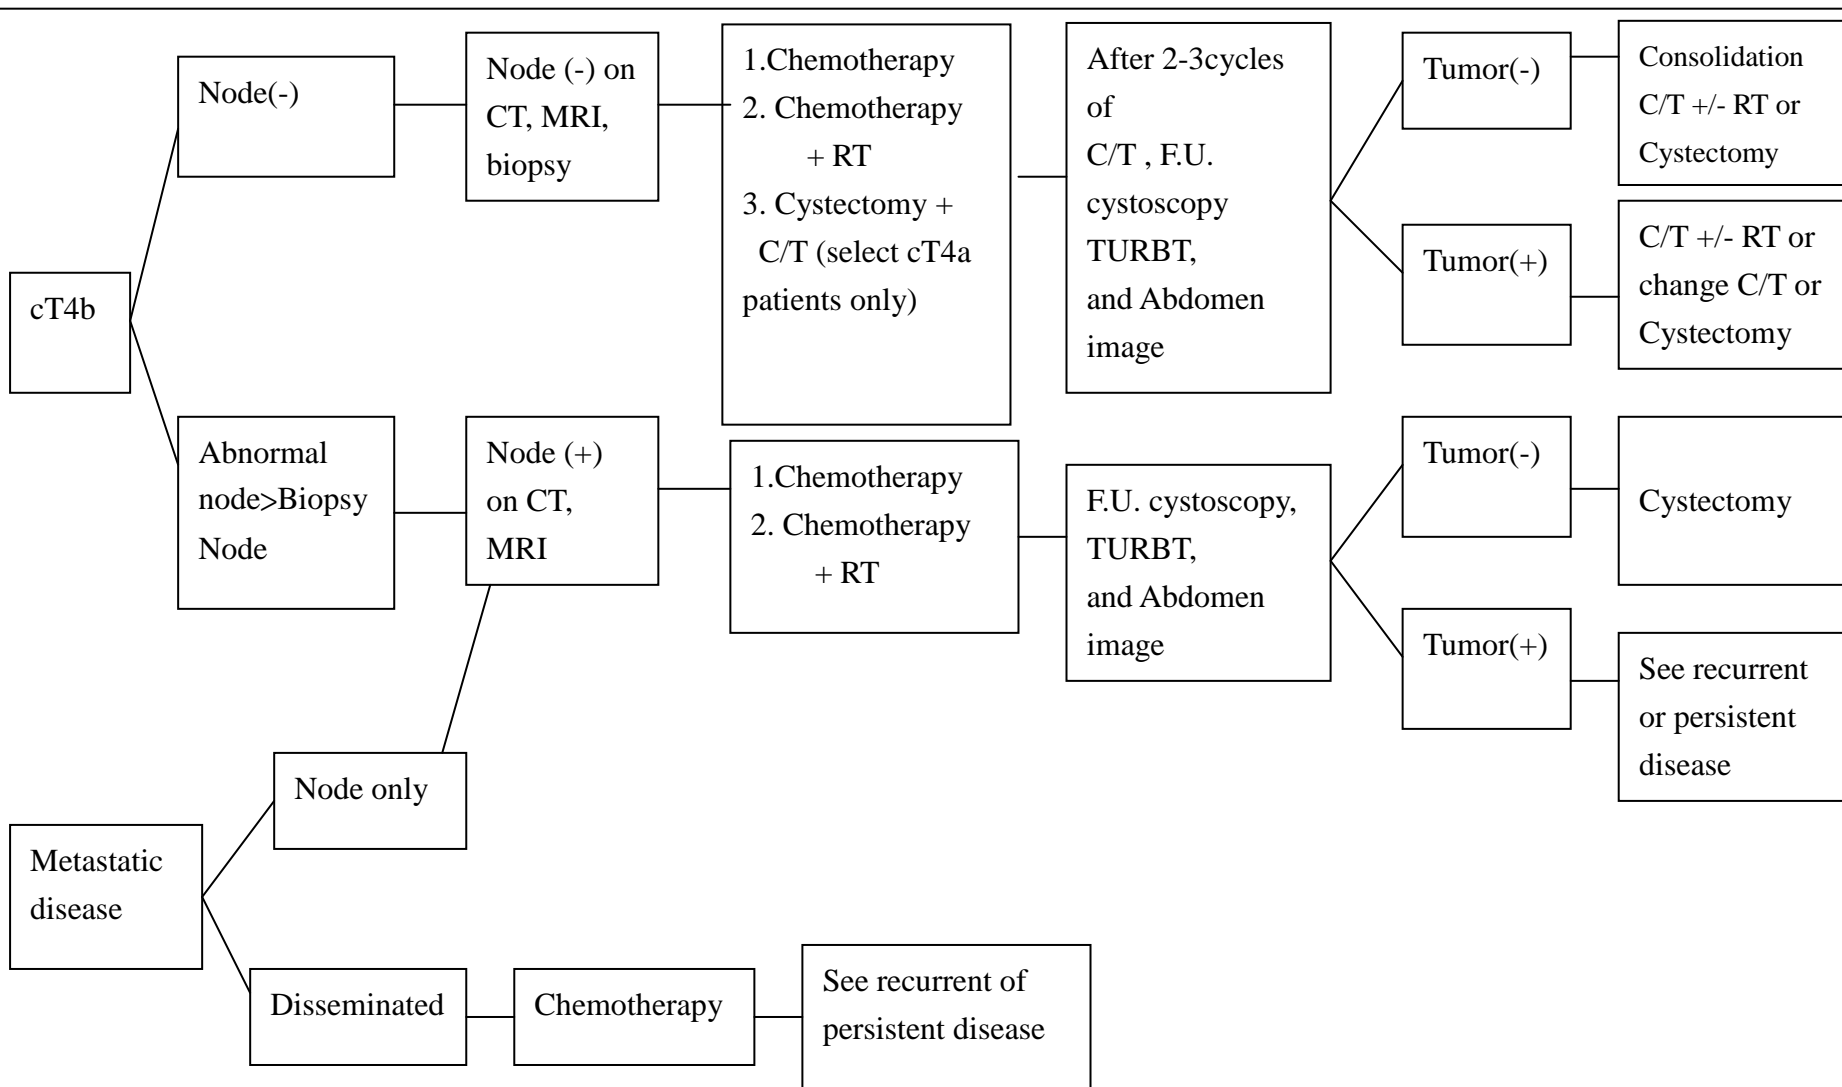 cT4b
Node(-)
Node (-) on
CT, MRI,
biopsy
1.Chemotherapy
2. Chemotherapy
+ RT
3. Cystectomy +
C/T (select cT4a
patients only)
After 2-3cycles
of
C/T , F.U.
cystoscopy
TURBT,
and Abdomen
image
Tumor(-)
Consolidation
C/T +/- RT or
Cystectomy
Tumor(+)
C/T +/- RT or
change C/T or
Cystectomy
Abnormal
node>Biopsy
Node
Node (+)
on CT,
MRI
1.Chemotherapy
2. Chemotherapy
+ RT
F.U. cystoscopy,
TURBT,
and Abdomen
image
Tumor(-)
Cystectomy
Tumor(+)
See recurrent
or persistent
disease
Metastatic
disease
Node only
Disseminated
Chemotherapy
See recurrent of
persistent disease